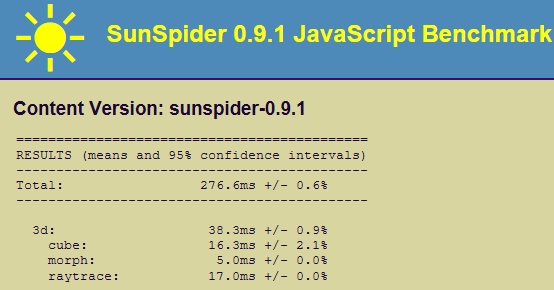 SunSpider 0.9.1 JavaScript Benchmark
Content Version: sunspider-0.9.1
============================================
RESULTS (means and 95% confidence intervals)
--------------------------------------------
Total:                 276.6ms +/- 0.6%
--------------------------------------------
  3d:                   38.3ms +/- 0.9%
    cube:               16.3ms +/- 2.1%
    morph:               5.0ms +/- 0.0%
    raytrace:           17.0ms +/- 0.0%